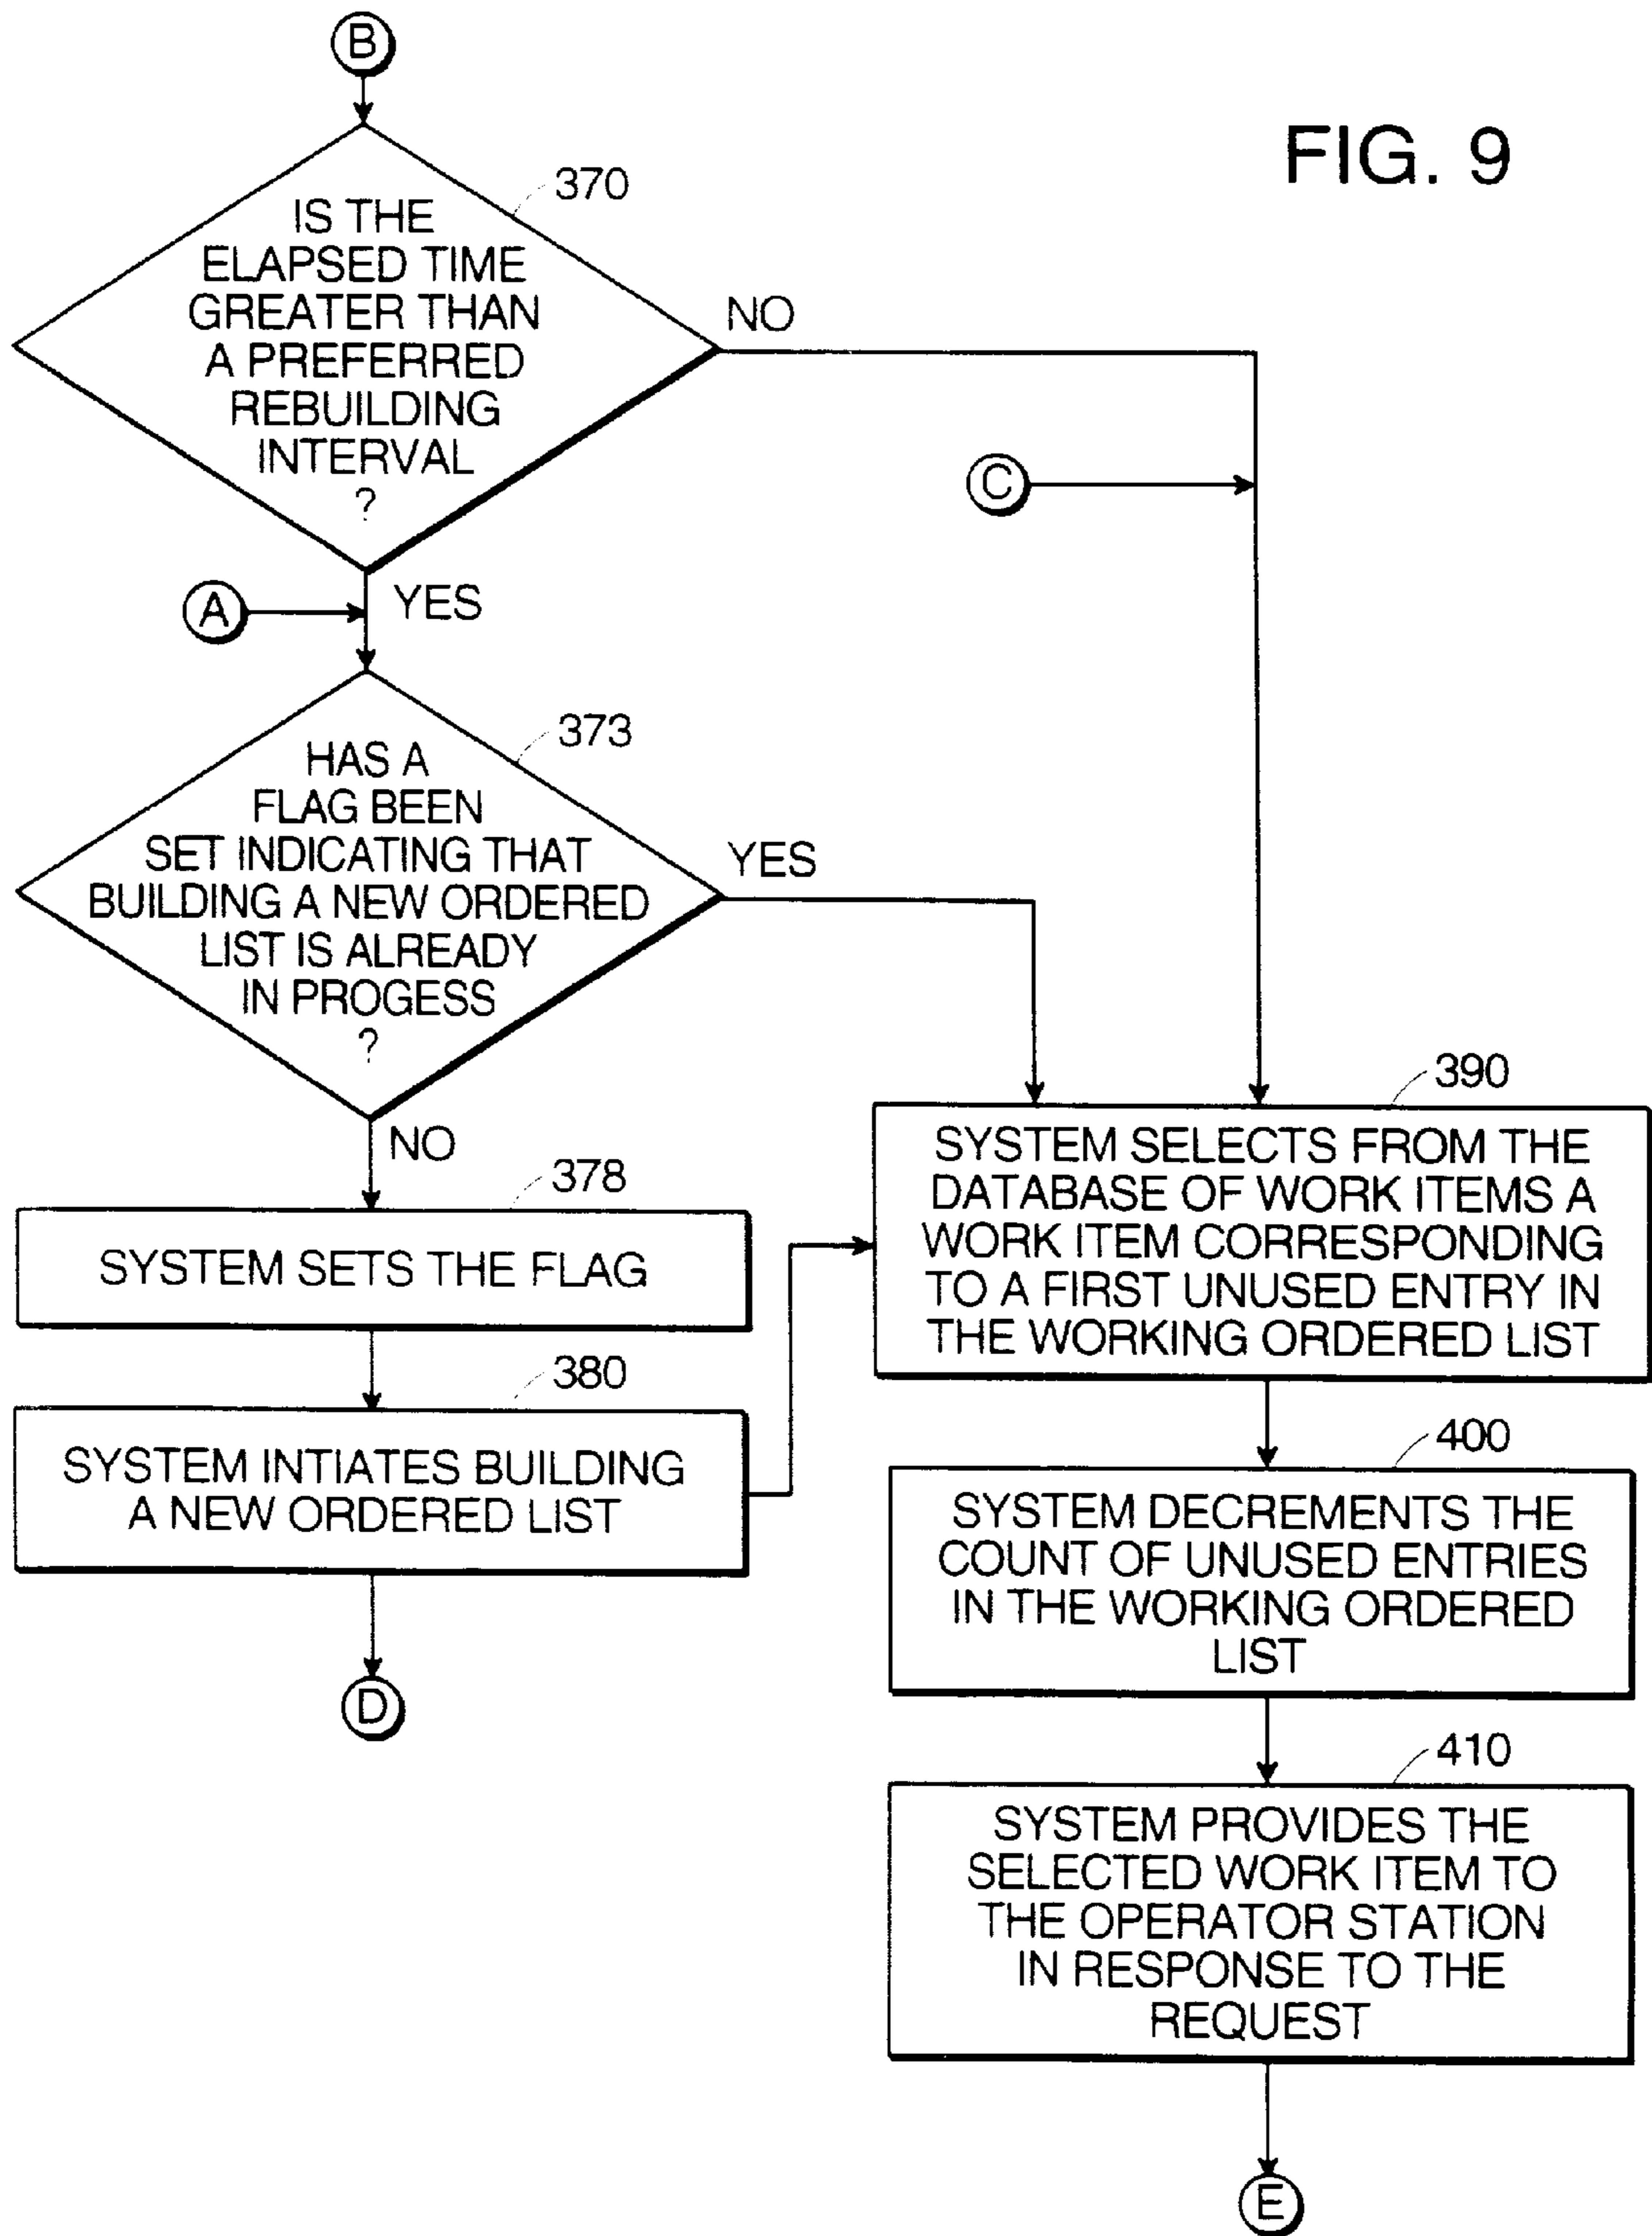 B
FIG. 9
370
IS THE
ELAPSED TIME
GREATER THAN
A PREFERRED
REBUILDING
INTERVAL
?
NO
C
A
YES
373
HAS A
FLAG BEEN
SET INDICATING THAT
BUILDING A NEW ORDERED
LIST IS ALREADY
IN PROGESS
?
YES
NO
378
SYSTEM SETS THE FLAG
380
SYSTEM INTIATES BUILDING
A NEW ORDERED LIST
D
390
SYSTEM SELECTS FROM THE
DATABASE OF WORK ITEMS A
WORK ITEM CORRESPONDING
TO A FIRST UNUSED ENTRY IN
THE WORKING ORDERED LIST
400
SYSTEM DECREMENTS THE
COUNT OF UNUSED ENTRIES
IN THE WORKING ORDERED
LIST
410
SYSTEM PROVIDES THE
SELECTED WORK ITEM TO
THE OPERATOR STATION
IN RESPONSE TO THE
REQUEST
E